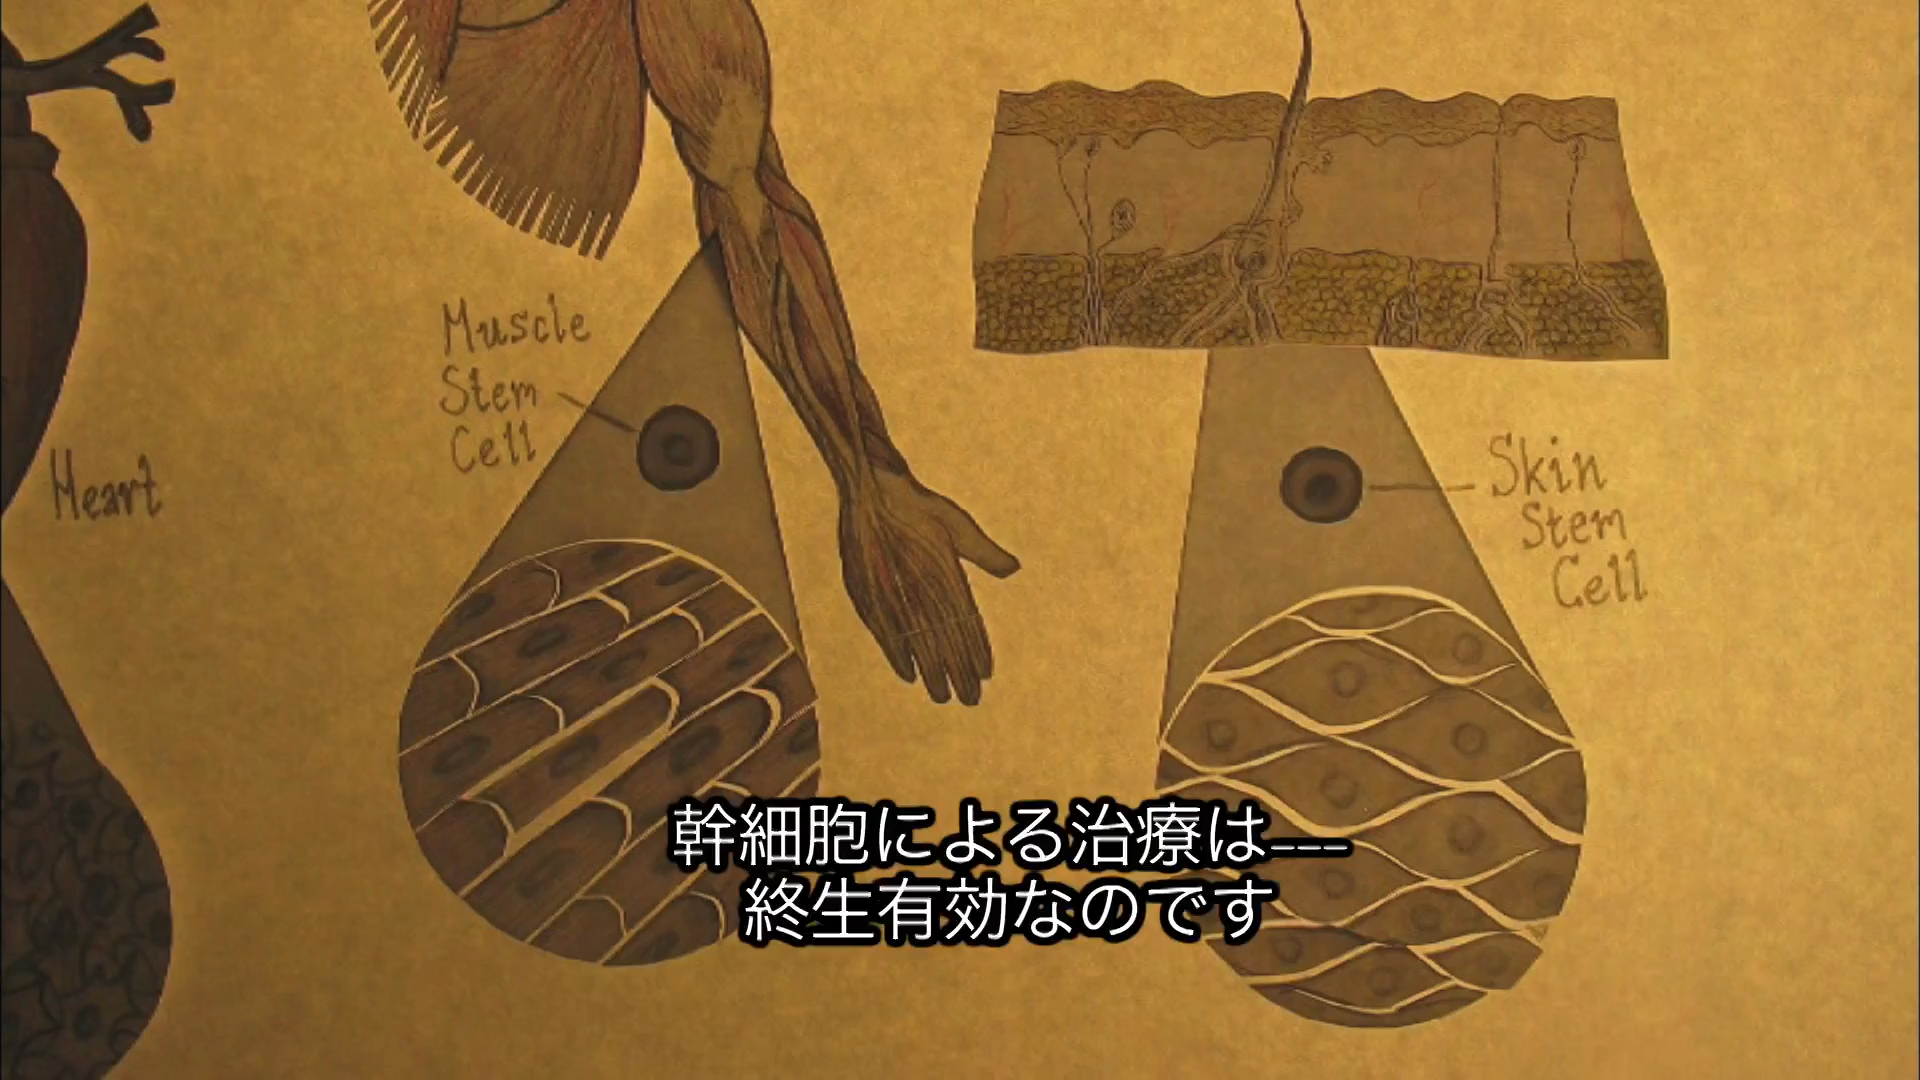 Heart
Muscle
Stem
Cell
Skin
Stem
Cell
幹細胞による治療は---
終生有効なのです